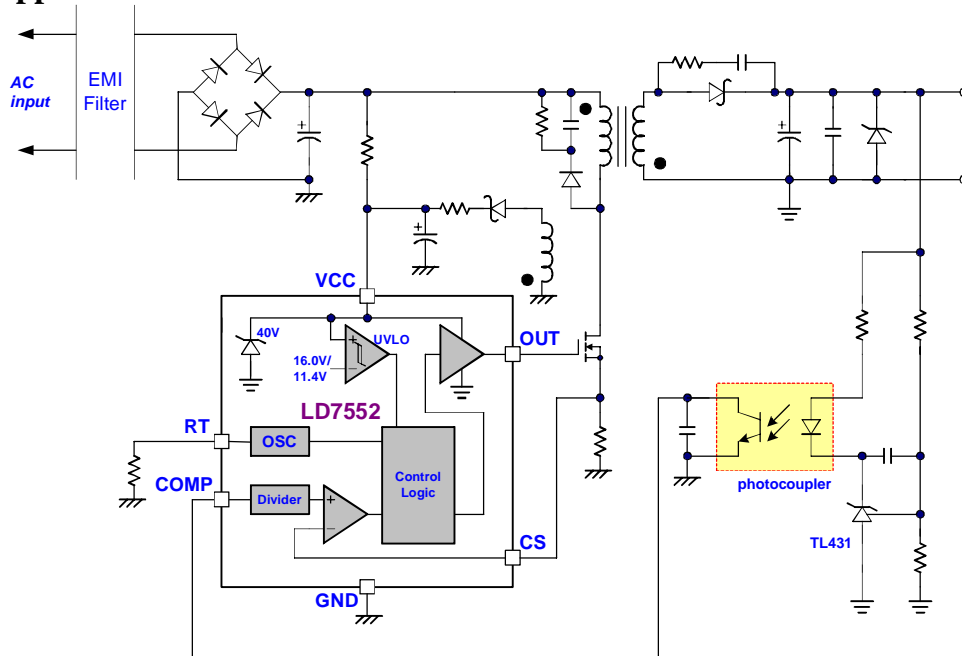 AC
input
EMI
Filter
VCC
40V
UVLO
16.0V/
11.4V
OUT
LD7552
RT
OSC
COMP
Divider
Control
Logic
CS
GND
photocoupler
TL431